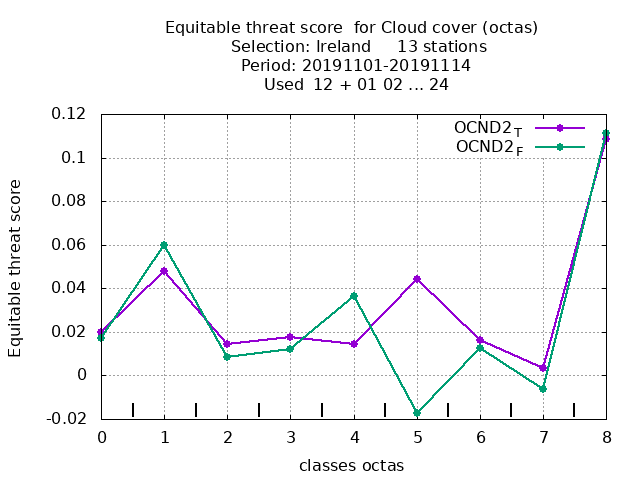 Equitable threat score  for Cloud cover (octas)
Selection: Ireland     13 stations
Period: 20191101-20191114
Used  12 + 01 02 ... 24
OCND2T
OCND2F
0.12
0.1
0.08
0.06
0.04
0.02
0
-0.02
Equitable threat score
0 1 2 3 4 5 6 7 8
classes octas